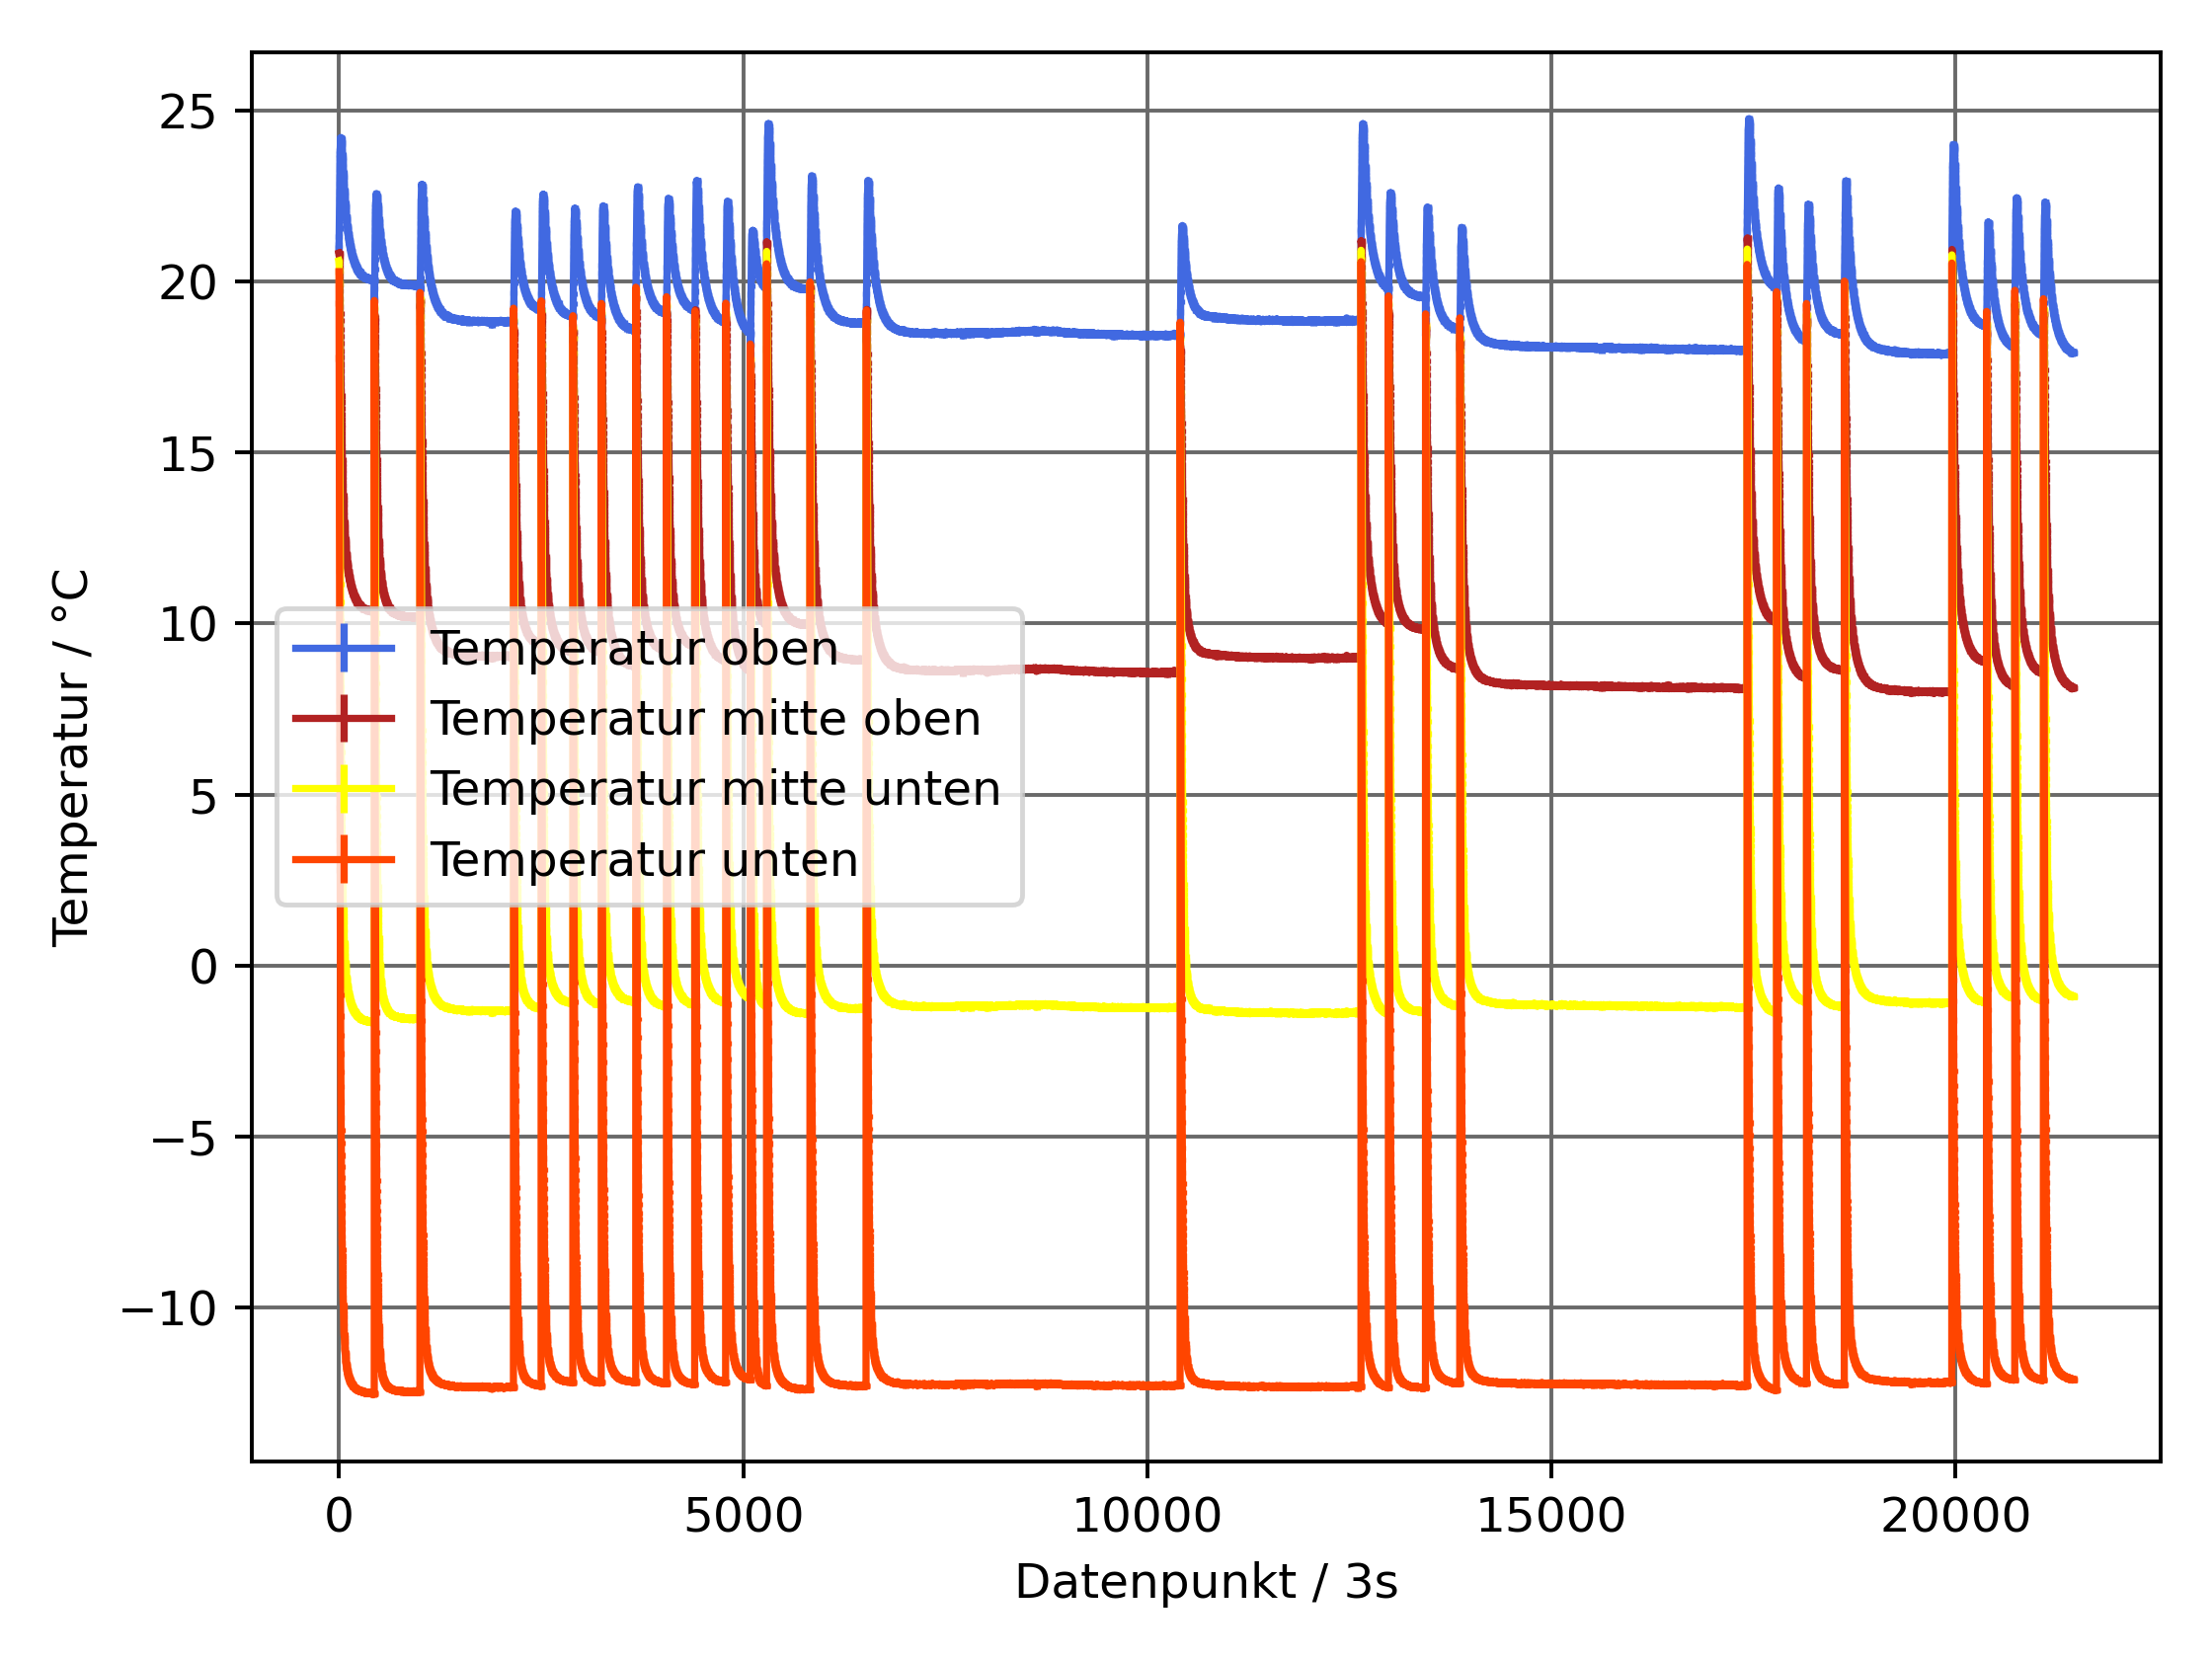 25
20
15
10
5
0
−5
−10
Temperatur / °C
Temperatur oben
Temperatur mitte oben
Temperatur mitte unten
Temperatur unten
0 5000 10000 15000 20000
Datenpunkt / 3s